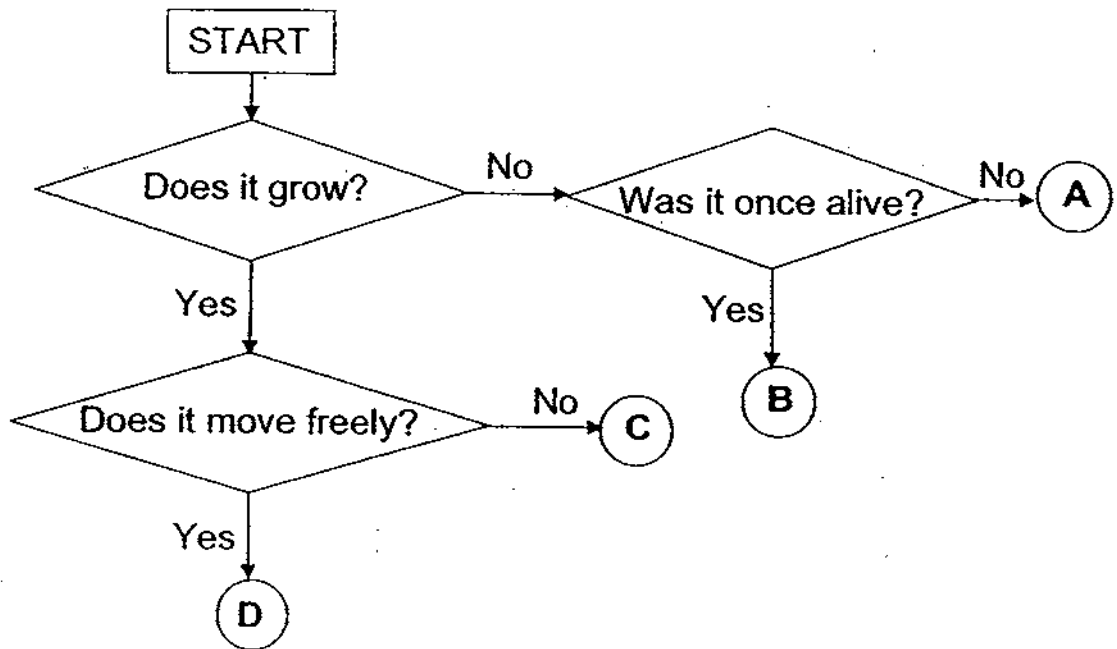 START
Does it grow?
No
Was it once alive?
No
A
Yes
Yes
B
Does it move freely?
No
C
Yes
D